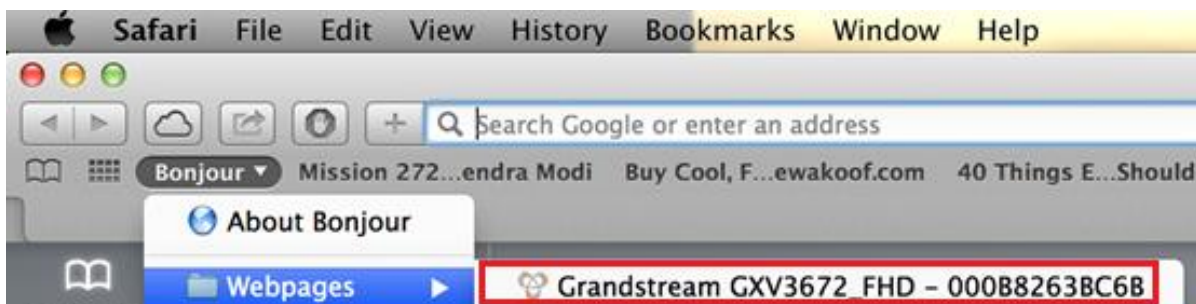 Safari File Edit View History Bookmarks Window Help
Search Google or enter an address
Bonjour Mission 272...endra Modi Buy Cool, F...ewakoof.com 40 Things E...Should
About Bonjour
Webpages Grandstream GXV3672_FHD - 000B8263BC6B